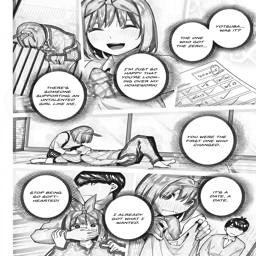 YOTSUBA...
WAS IT?
THE ONE
WHO GOT
THE ZERO...
I'M JUST SO
HAPPY THAT
YOU'RE LOOK-
ING OVER MY
HOMEWORK!
THERE'S
SOMEONE
SUPPORTING AN
UNTALENTED
GIRL LIKE ME.
YOU WERE
THE FIRST
ONE WHO
CHANGED.
STOP BEING
SO SOFT-
HEARTED!
I ALREADY
GOT WHAT I
WANTED.
IT'S A
DATE, A
DATE.